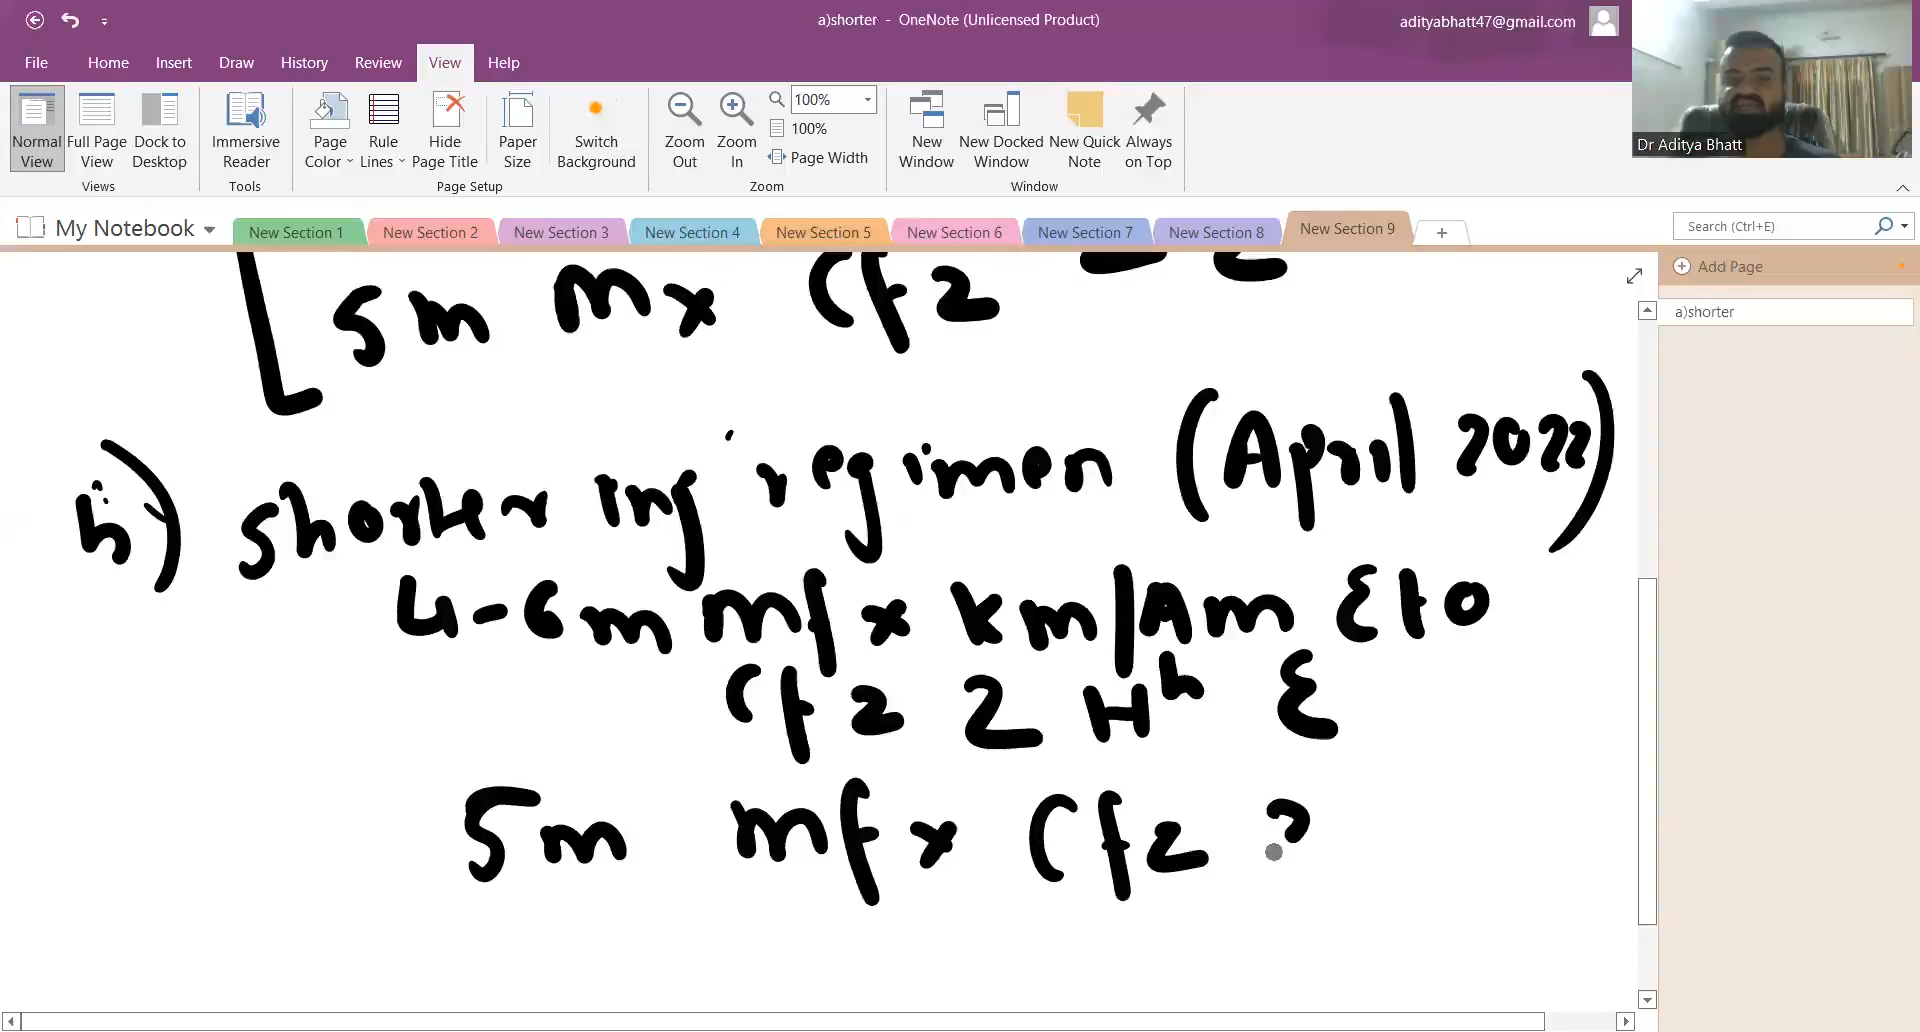 a)shorter - OneNote (Unlicensed Product)
adityabhatt47@gmail.com
File Home Insert Draw History Review View Help
Normal View
Full Page View
Dock to Desktop
Views
Immersive Reader
Tools
Page Color
Rule Lines
Hide Page Title
Paper Size
Page Setup
Switch Background
Zoom Out
Zoom In
100%
100%
Page Width
Zoom
New Window
New Docked Window
New Quick Note
Always on Top
Window
Dr Aditya Bhatt
My Notebook
New Section 1 New Section 2 New Section 3 New Section 4 New Section 5 New Section 6 New Section 7 New Section 8 New Section 9 +
Search (Ctrl+E)
Add Page
a)shorter
5m mx Cfz
shorter inj regimen (April 2022)
4-6m mfx Km/Am Eto
Cfz Z Hh E
5m mfx Cfz